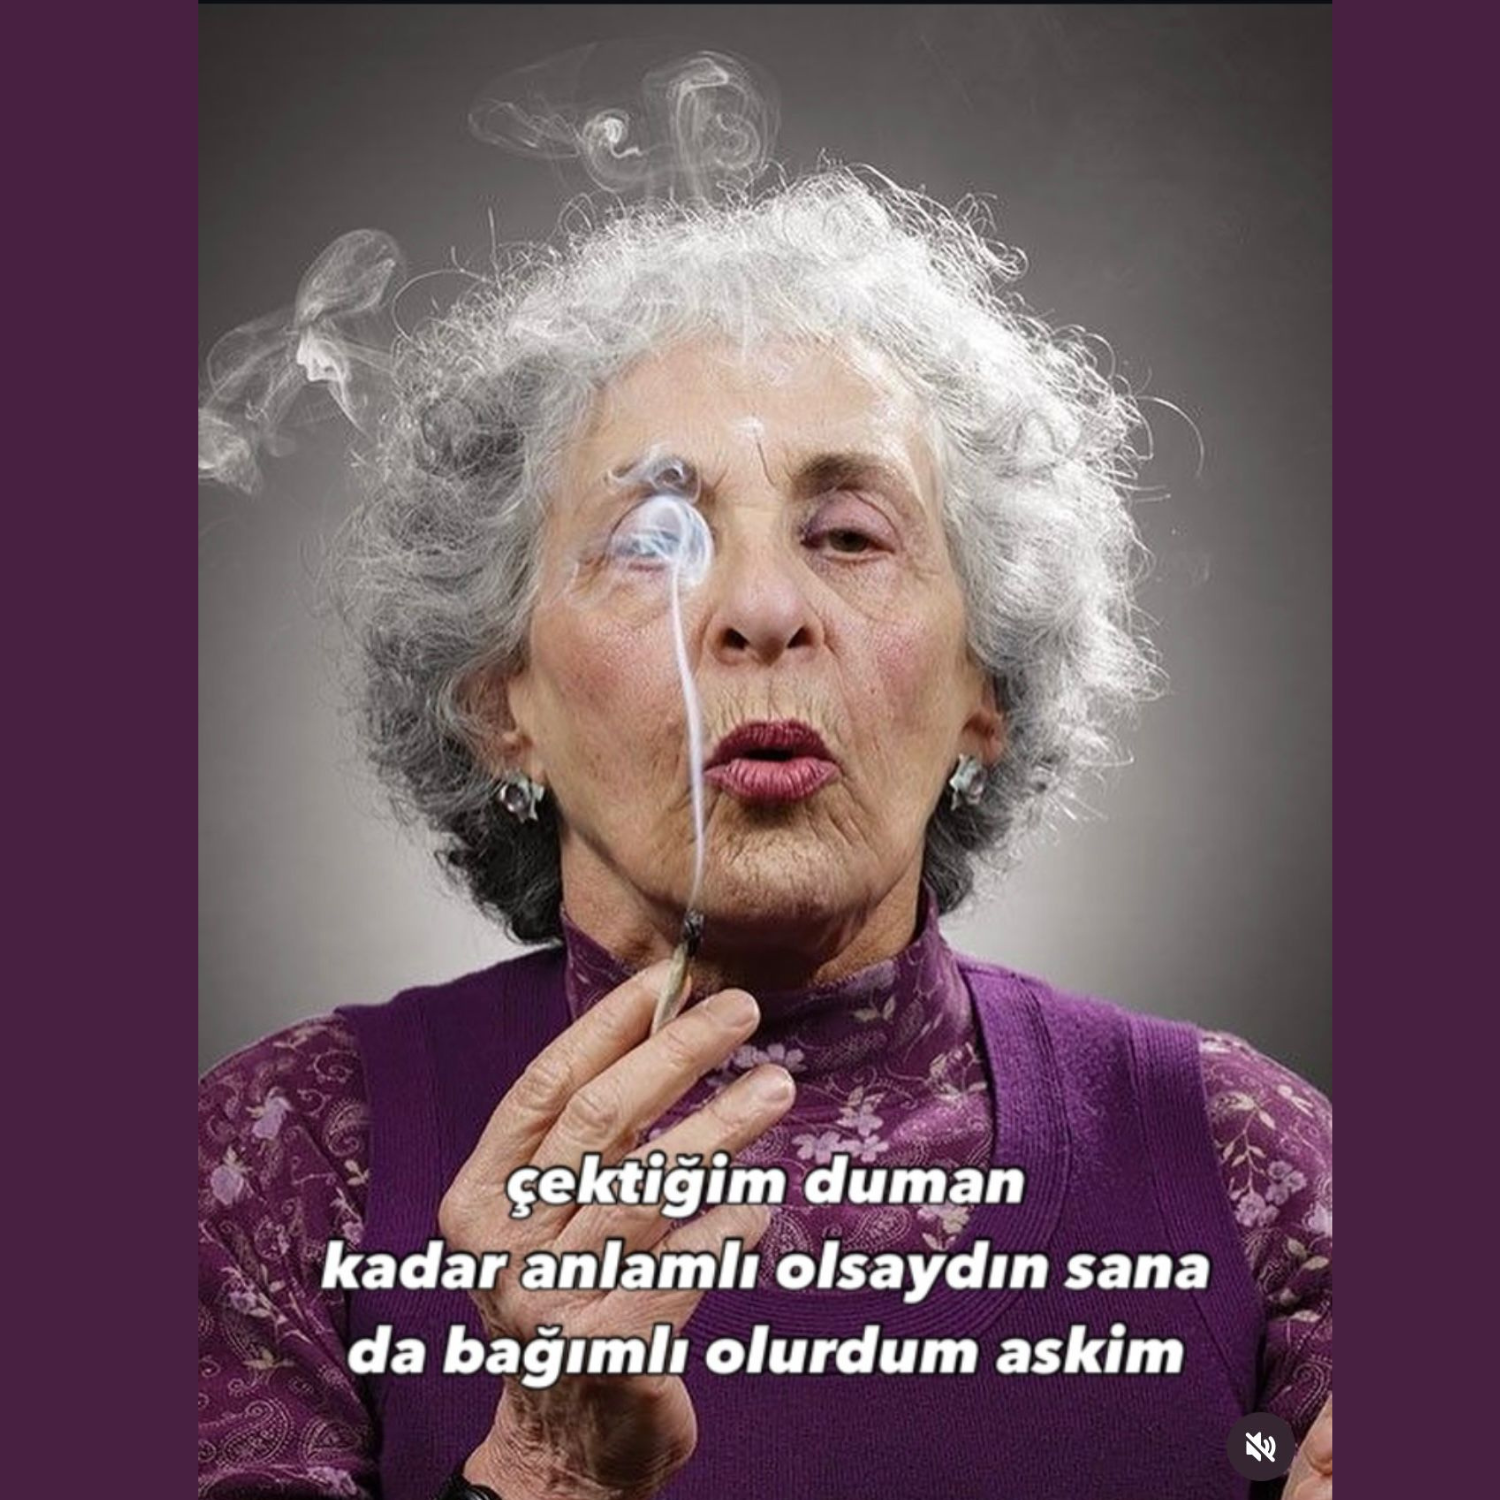 çektiğim duman
kadar anlamlı olsaydın sana
da bağımlı olurdum askim